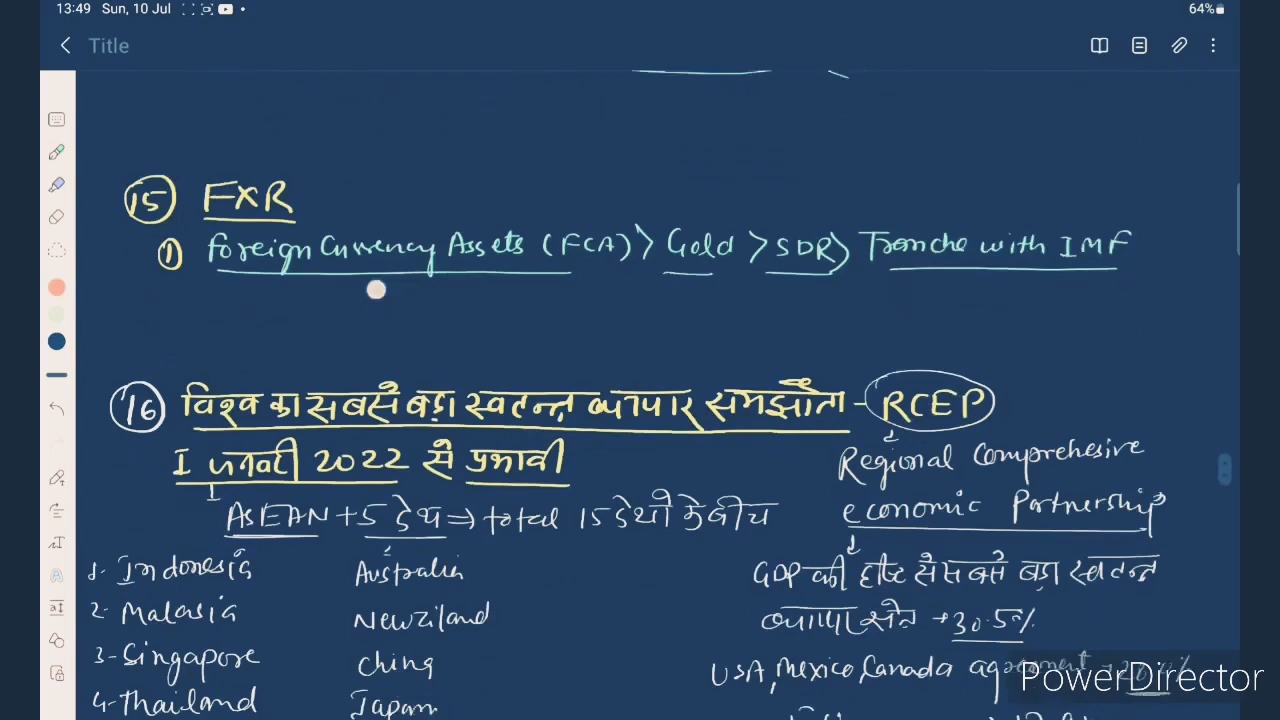 13:49 Sun, 10 Jul
64%
Title
15 FXR
1 Foreign Currency Assets (FCA) > Gold > SDR > Tranche with IMF
16 विश्व का सबसे बड़ा स्वतन्त्र व्यापार समझौता - RCEP
1 जनवरी 2022 से प्रभावी
Regional Comprehesive
economic Partnership
ASEAN + 5 देश ⇒ total 15 देशों के बीच
1- Indonesia
2- Malasia
3- Singapore
4- Thailand
Australia
Newziland
China
Japan
GDP की दृष्टि से सबसे बड़ा स्वतन्त्र
व्यापार क्षेत्र → 30.5%
USA, Mexico, Canada agreement
PowerDirector